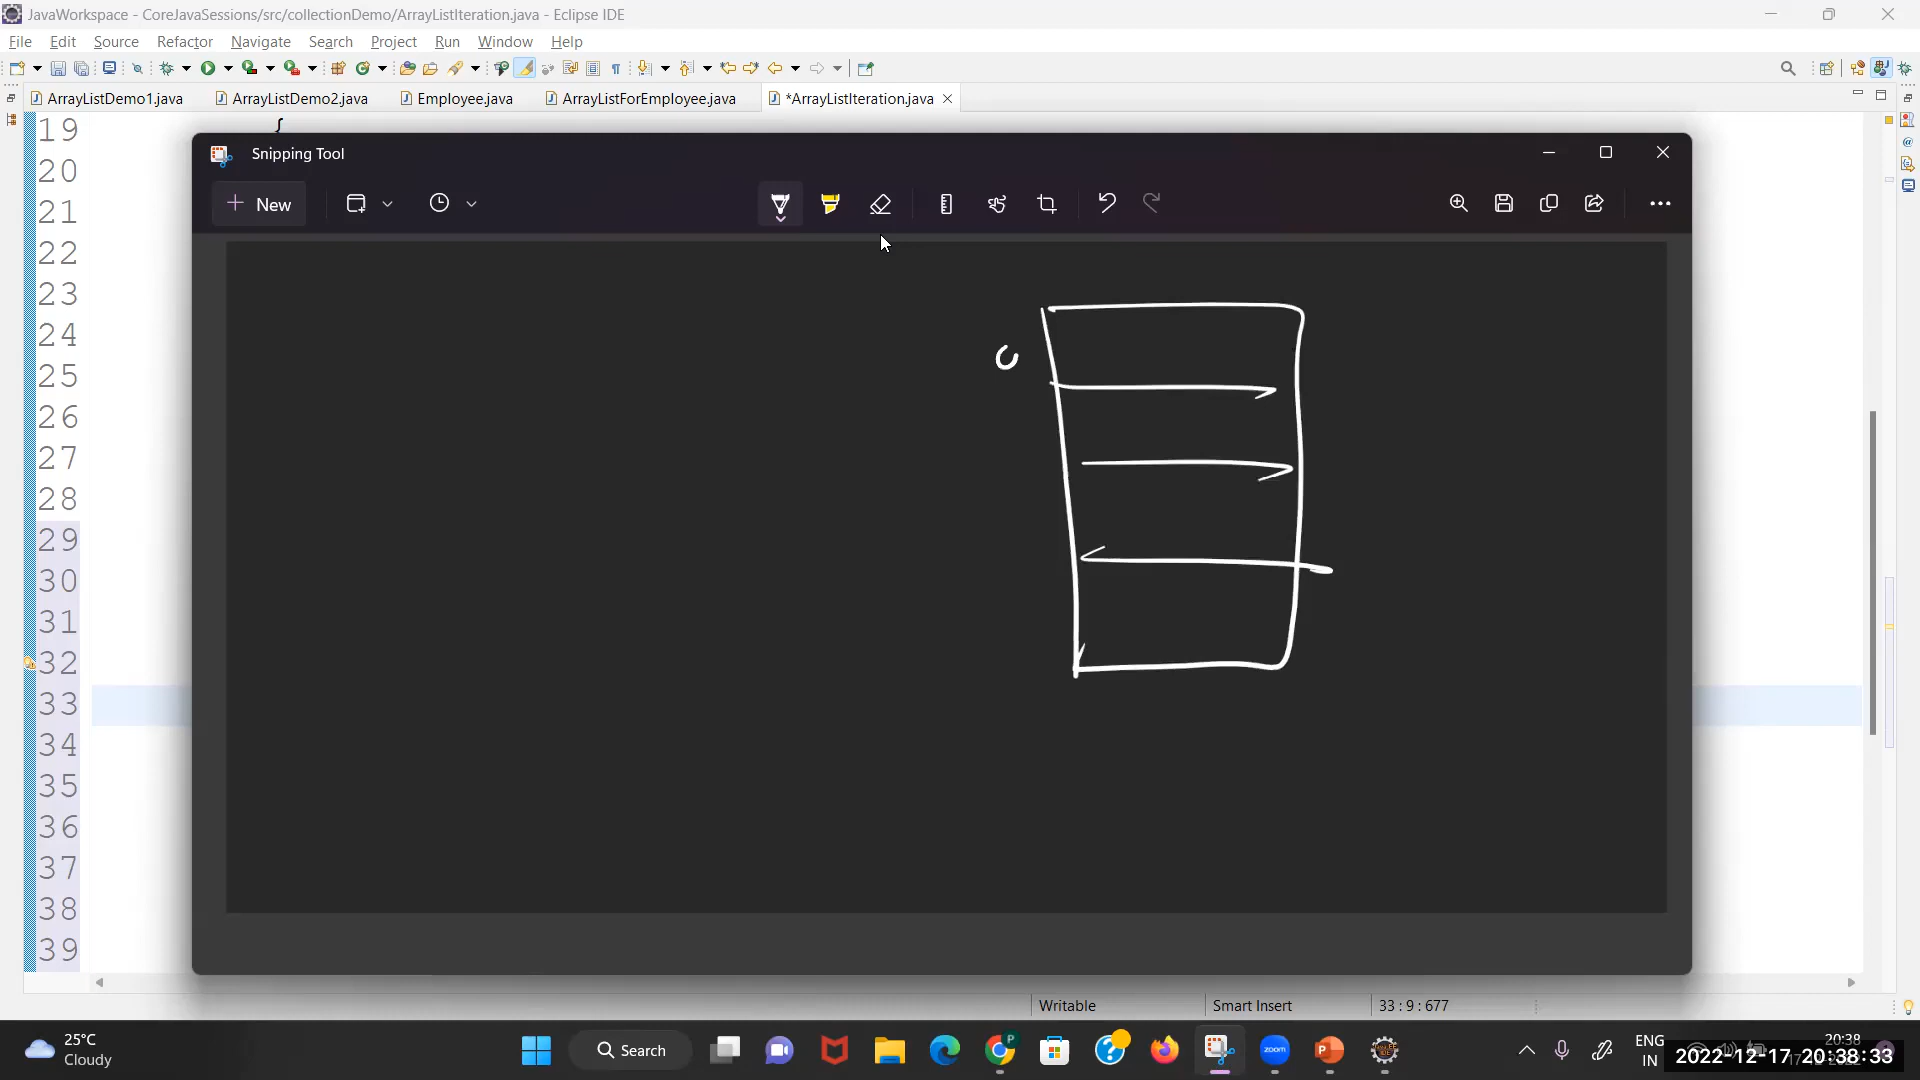 JavaWorkspace - CoreJavaSessions/src/collectionDemo/ArrayListIteration.java - Eclipse IDE
File Edit Source Refactor Navigate Search Project Run Window Help
ArrayListDemo1.java ArrayListDemo2.java Employee.java ArrayListForEmployee.java *ArrayListIteration.java
19 {
Snipping Tool
20
New
21
22
23
24
0
25
26
27
28
29
30
31
32
33
34
35
36
37
38
39
Writable Smart Insert 33 : 9 : 677
25°C
Cloudy
Search
zoom
ENG
IN
20:38
2022-12-17 20:38:33